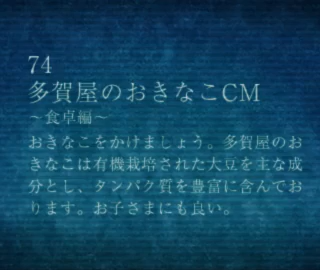 74
多賀屋のおきなこCM
～食卓編～
おきなこをかけましょう。多賀屋のお
きなこは有機栽培された大豆を主な成
分とし、タンパク質を豊富に含んでお
ります。お子さまにも良い。